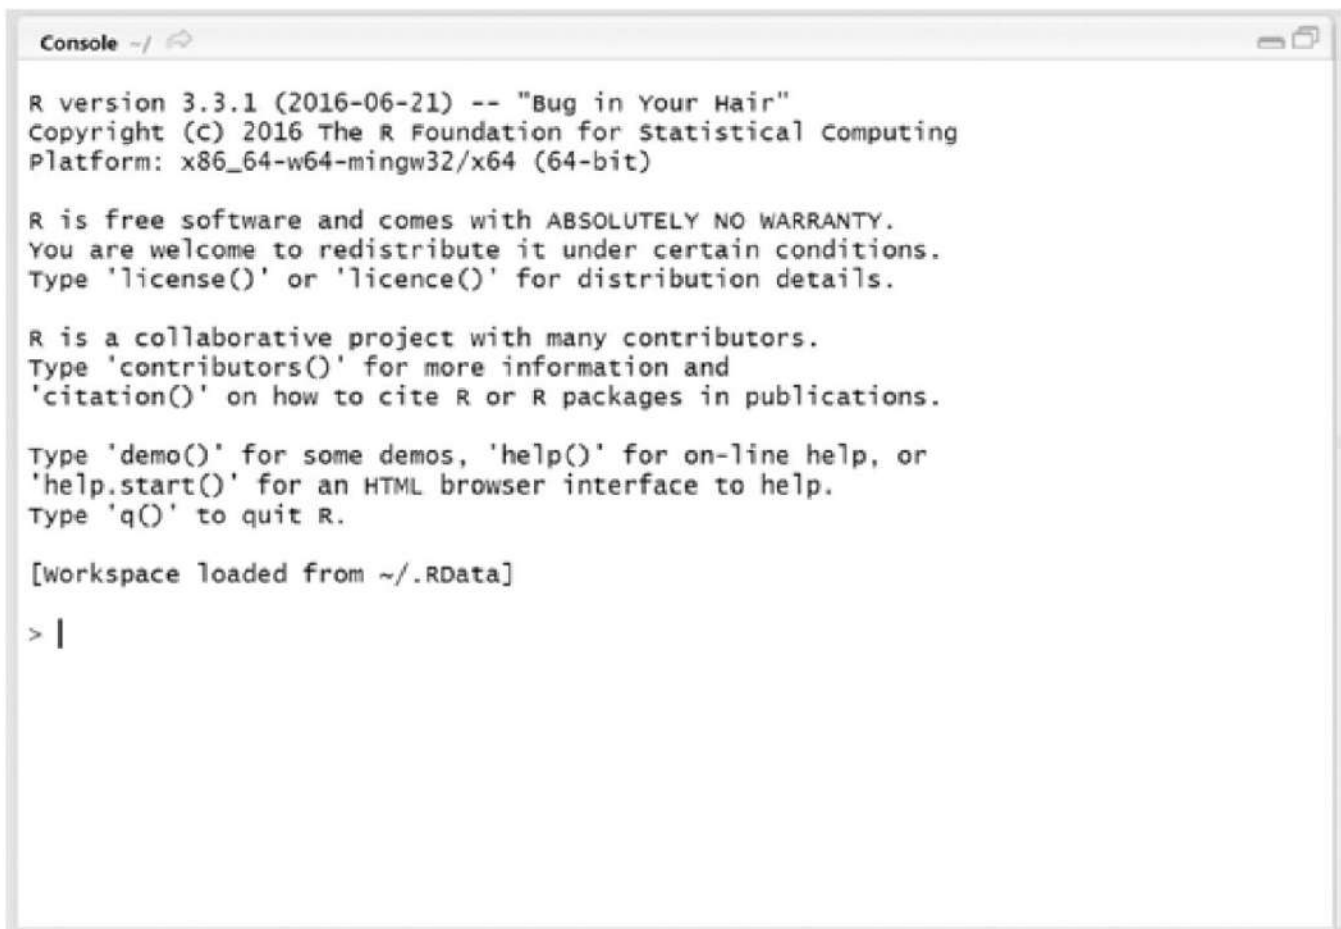 Console ~/
R version 3.3.1 (2016-06-21) -- "Bug in Your Hair"
Copyright (C) 2016 The R Foundation for Statistical Computing
Platform: x86_64-w64-mingw32/x64 (64-bit)
R is free software and comes with ABSOLUTELY NO WARRANTY.
You are welcome to redistribute it under certain conditions.
Type 'license()' or 'licence()' for distribution details.
R is a collaborative project with many contributors.
Type 'contributors()' for more information and
'citation()' on how to cite R or R packages in publications.
Type 'demo()' for some demos, 'help()' for on-line help, or
'help.start()' for an HTML browser interface to help.
Type 'q()' to quit R.
[Workspace loaded from ~/.RData]
>